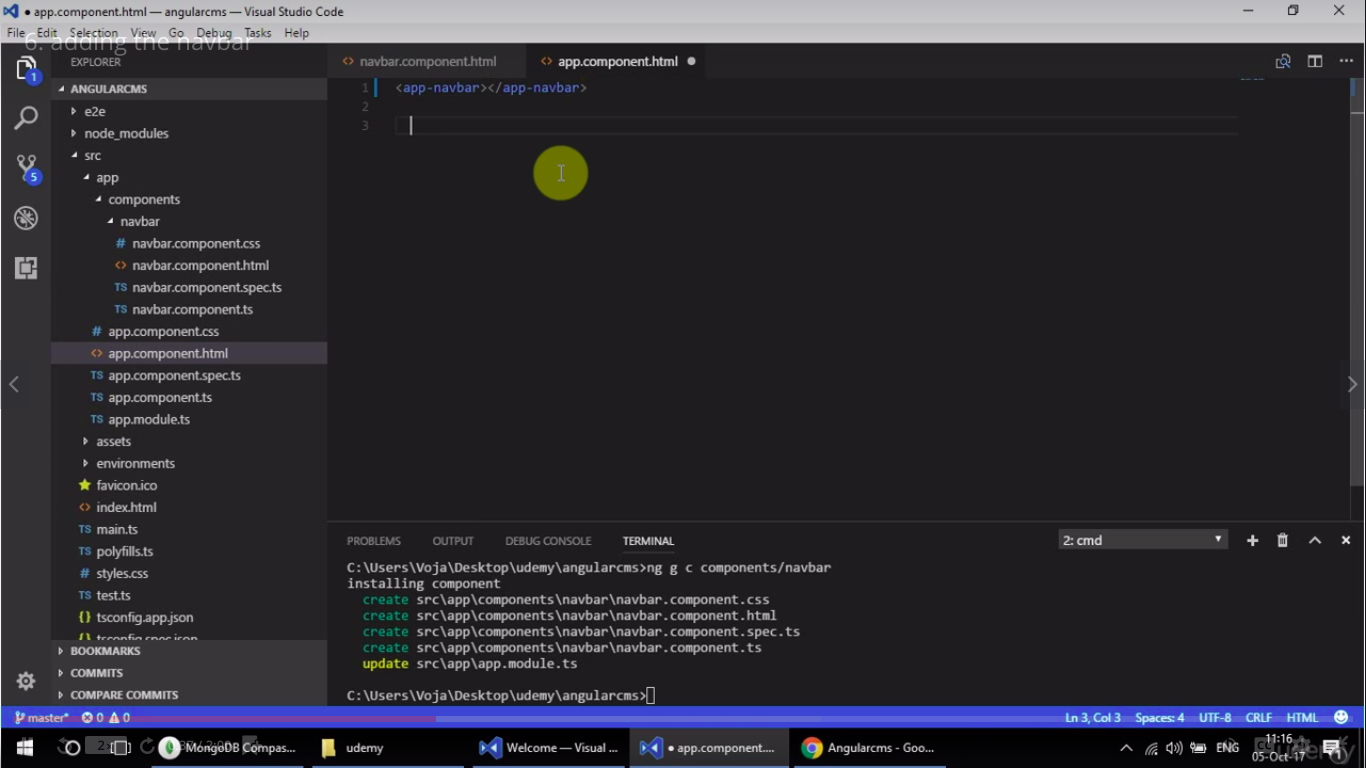 app.component.html — angularcms — Visual Studio Code
File Edit Selection View Go Debug Tasks Help
6. adding the navbar
EXPLORER
navbar.component.html
app.component.html
1
ANGULARCMS
e2e
node_modules
src
app
components
navbar
navbar.component.css
navbar.component.html
navbar.component.spec.ts
navbar.component.ts
app.component.css
app.component.html
app.component.spec.ts
app.component.ts
app.module.ts
assets
environments
favicon.ico
index.html
main.ts
polyfills.ts
styles.css
test.ts
tsconfig.app.json
tsconfig.spec.json
BOOKMARKS
COMMITS
COMPARE COMMITS
5
1 <app-navbar></app-navbar>
2
3
PROBLEMS OUTPUT DEBUG CONSOLE TERMINAL 2: cmd
C:\Users\Voja\Desktop\udemy\angularcms>ng g c components/navbar
installing component
create src\app\components\navbar\navbar.component.css
create src\app\components\navbar\navbar.component.html
create src\app\components\navbar\navbar.component.spec.ts
create src\app\components\navbar\navbar.component.ts
update src\app\app.module.ts
C:\Users\Voja\Desktop\udemy\angularcms>
master* 0 0 Ln 3, Col 3 Spaces: 4 UTF-8 CRLF HTML
MongoDB Compas... udemy Welcome — Visual ... app.component.... Angularcms - Goo... ENG 11:16
05-Oct-17
udemy
1